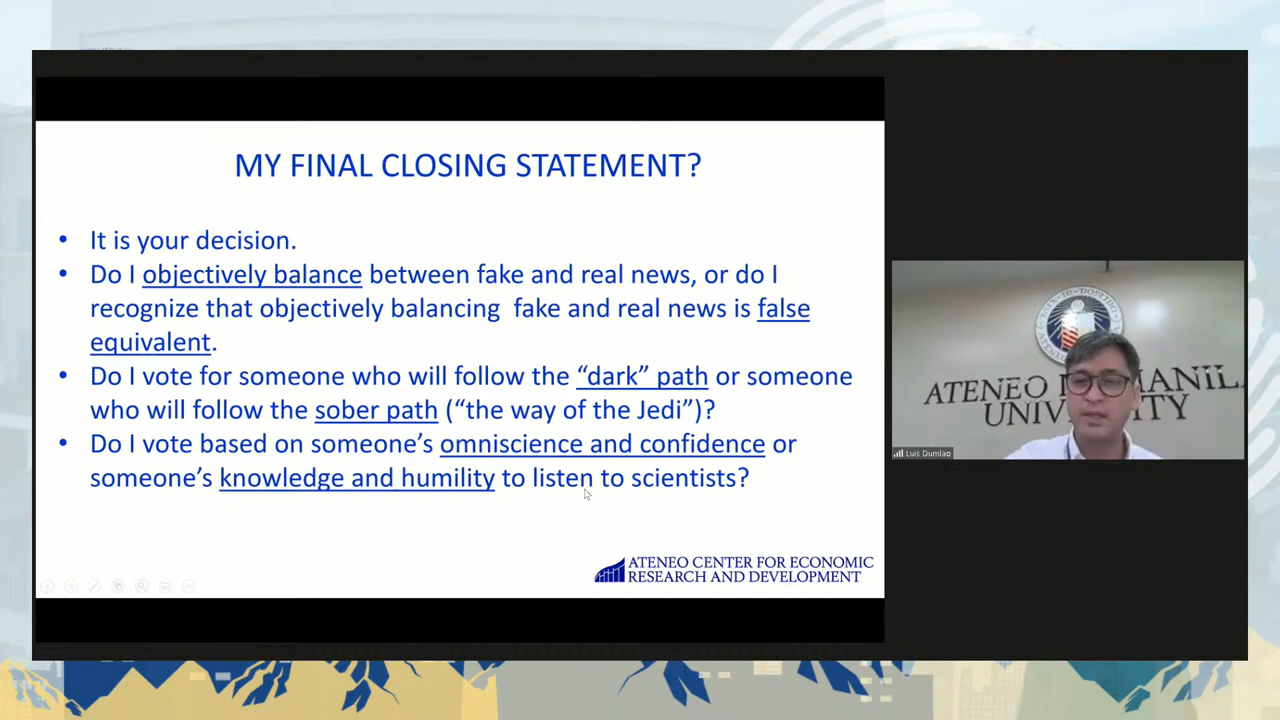 MY FINAL CLOSING STATEMENT?
• It is your decision.
• Do I objectively balance between fake and real news, or do I
recognize that objectively balancing fake and real news is false
equivalent.
• Do I vote for someone who will follow the “dark” path or someone
who will follow the sober path (“the way of the Jedi”)?
• Do I vote based on someone’s omniscience and confidence or
someone’s knowledge and humility to listen to scientists?
ATENEO CENTER FOR ECONOMIC
RESEARCH AND DEVELOPMENT
ATENEO MANILA
UNIVERSITY
Luis Dumlao